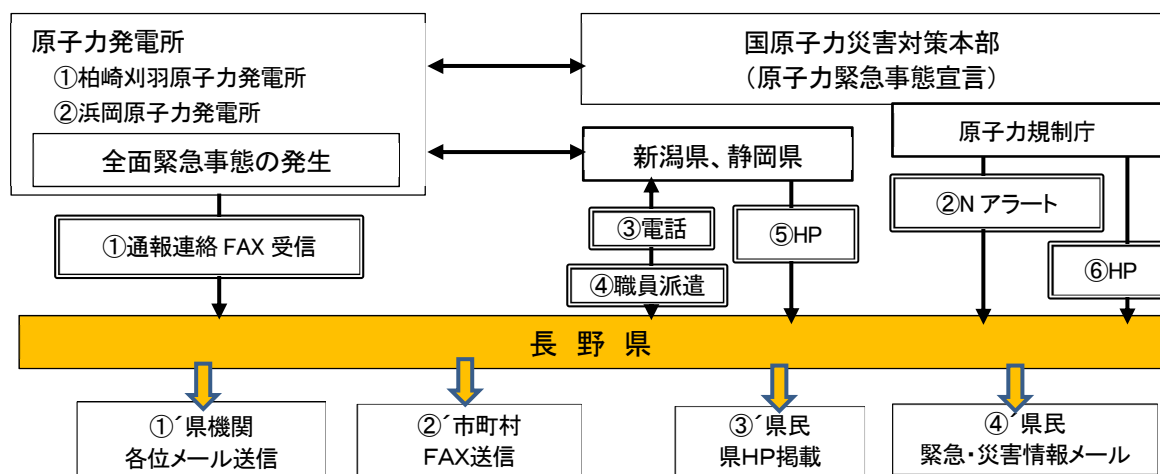 原子力発電所
①柏崎刈羽原子力発電所
②浜岡原子力発電所
全面緊急事態の発生
国原子力災害対策本部
（原子力緊急事態宣言）
原子力規制庁
新潟県、静岡県
①通報連絡 FAX 受信
③電話
④職員派遣
⑤HP
②N アラート
⑥HP
長 野 県
①´県機関
各位メール送信
②´市町村
FAX送信
③´県民
県HP掲載
④´県民
緊急・災害情報メール